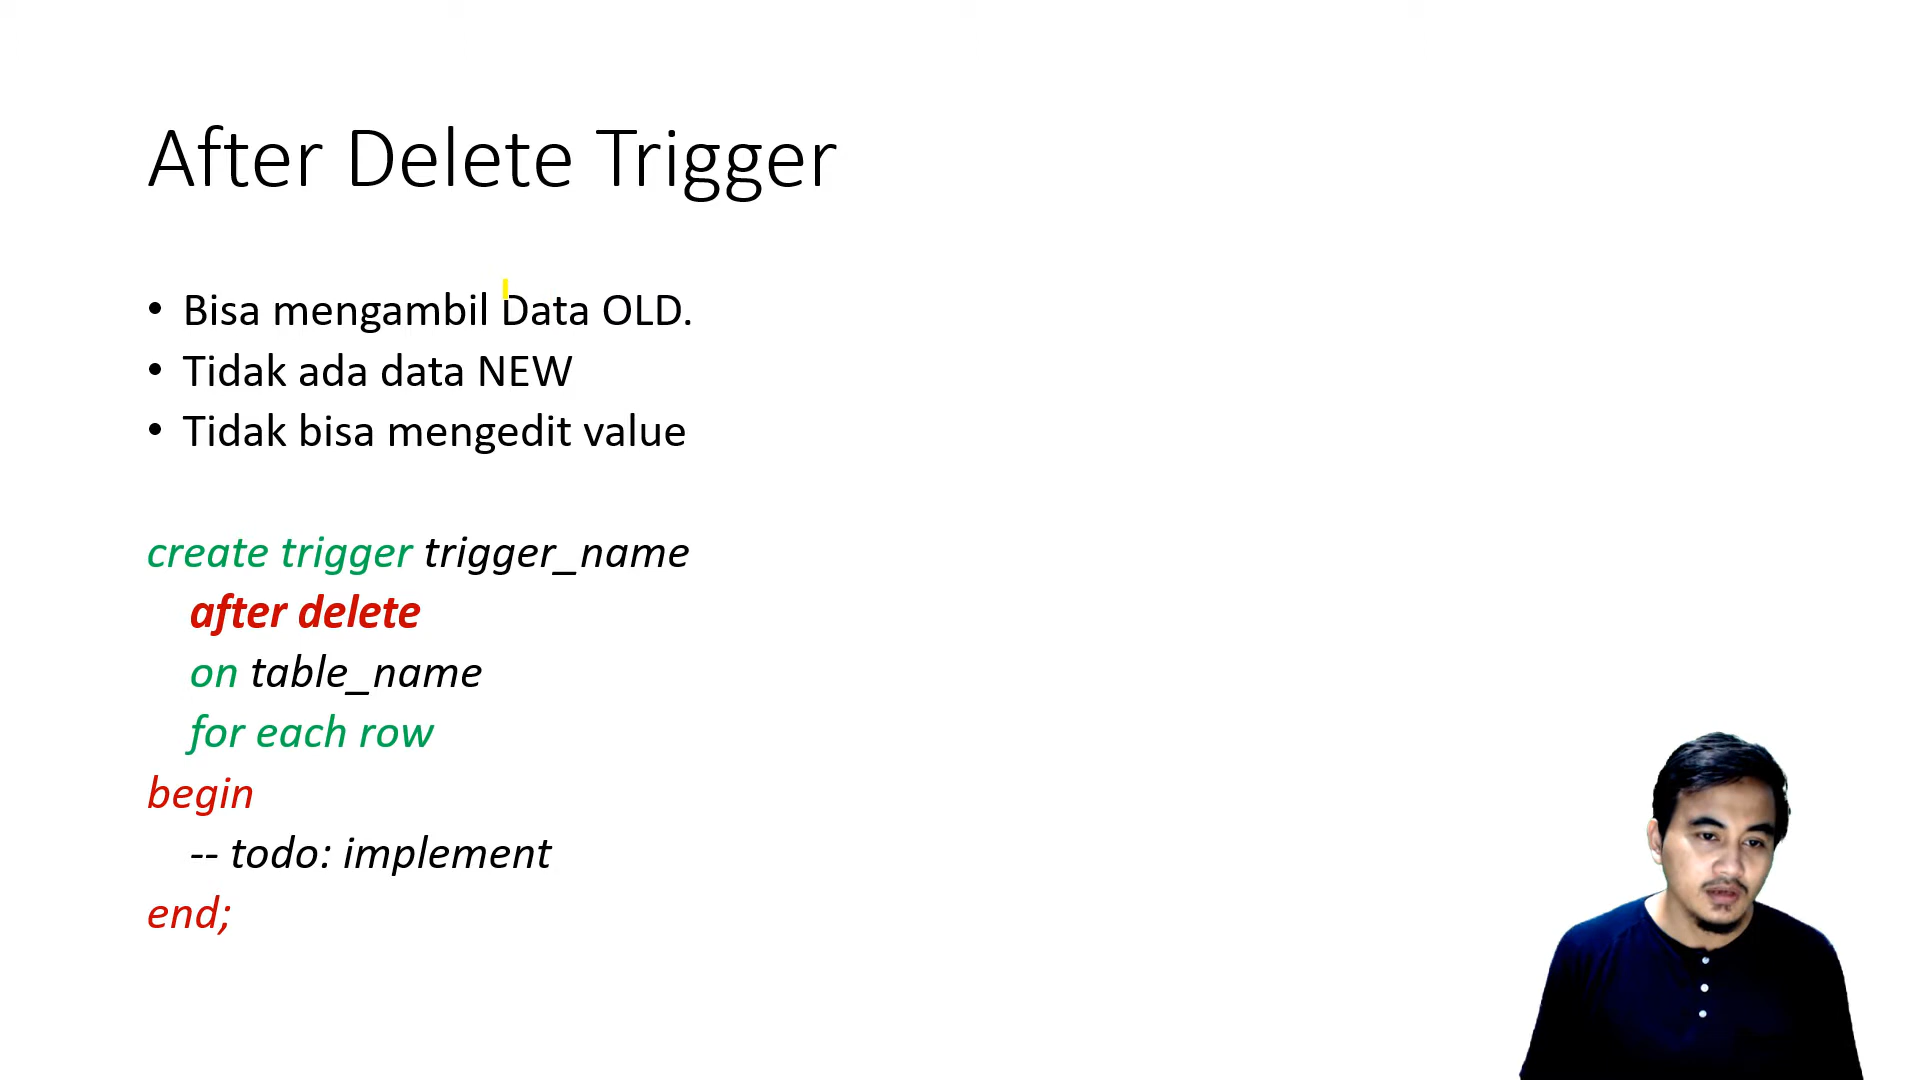 After Delete Trigger
• Bisa mengambil Data OLD.
• Tidak ada data NEW
• Tidak bisa mengedit value
create trigger trigger_name
after delete
on table_name
for each row
begin
-- todo: implement
end;